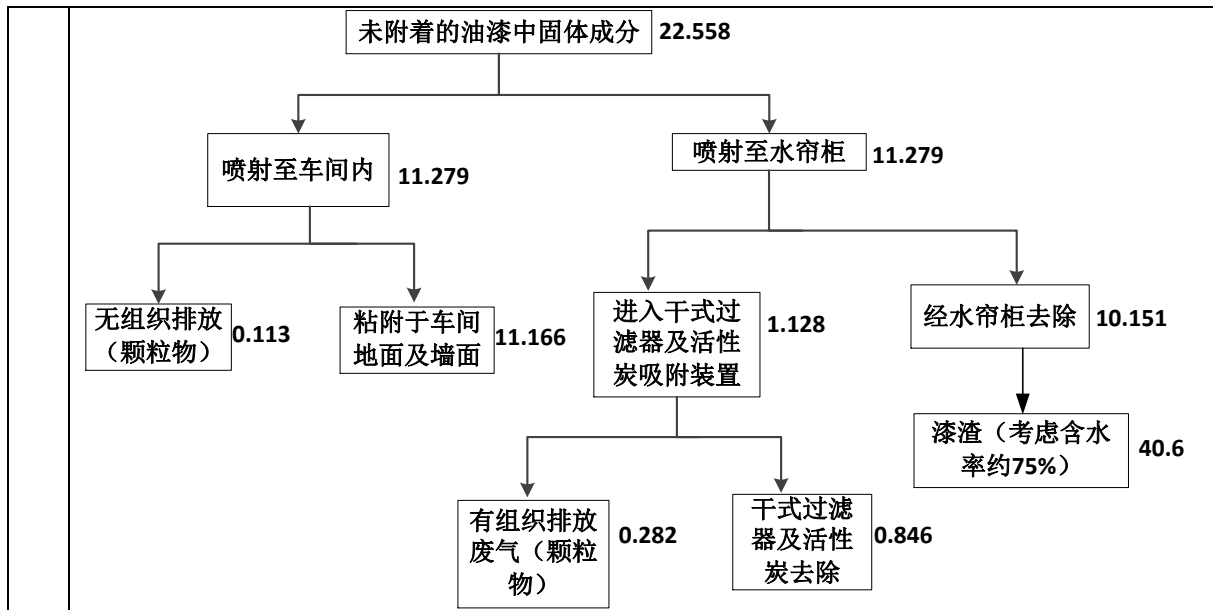 未附着的油漆中固体成分 22.558
喷射至车间内 11.279
喷射至水帘柜 11.279
无组织排放
（颗粒物）
0.113
粘附于车间
地面及墙面
11.166
进入干式过
滤器及活性
炭吸附装置
1.128
经水帘柜去除 10.151
漆渣（考虑含水
率约75%）
40.6
有组织排放
废气（颗粒
物）
0.282
干式过滤
器及活性
炭去除
0.846